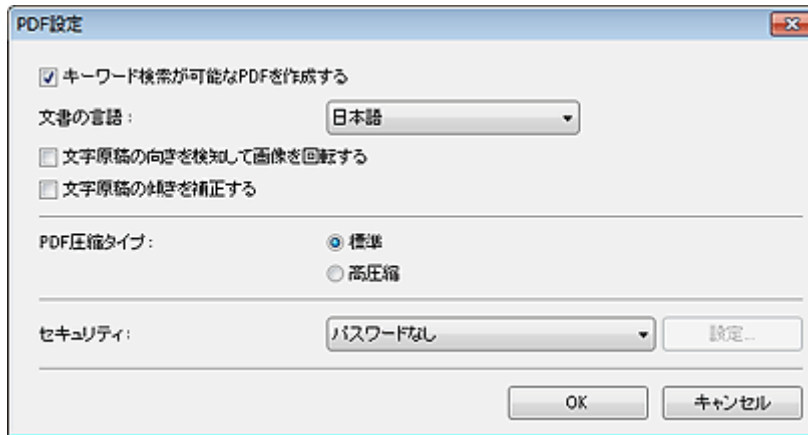 PDF設定
キーワード検索が可能なPDFを作成する
文書の言語： 日本語
文字原稿の向きを検知して画像を回転する
文字原稿の傾きを補正する
PDF圧縮タイプ： 標準
高圧縮
セキュリティ： パスワードなし 設定...
OK キャンセル